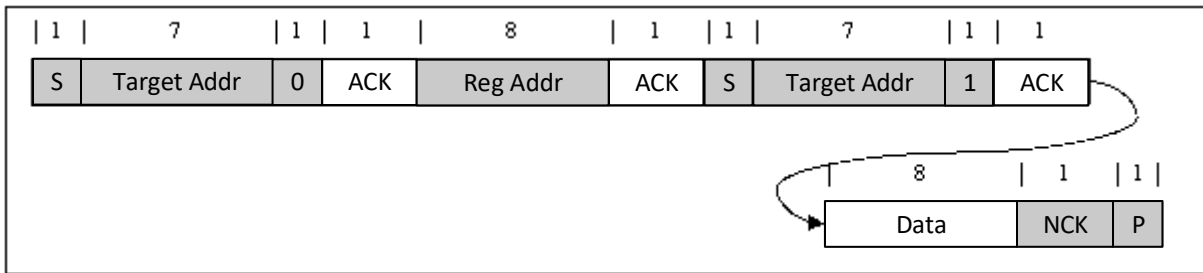 | 1 | 7 | 1 | 1 | 8 | 1 | 1 | 7 | 1 | 1
S Target Addr 0 ACK Reg Addr ACK S Target Addr 1 ACK
| 8 | 1 | 1 |
Data NCK P